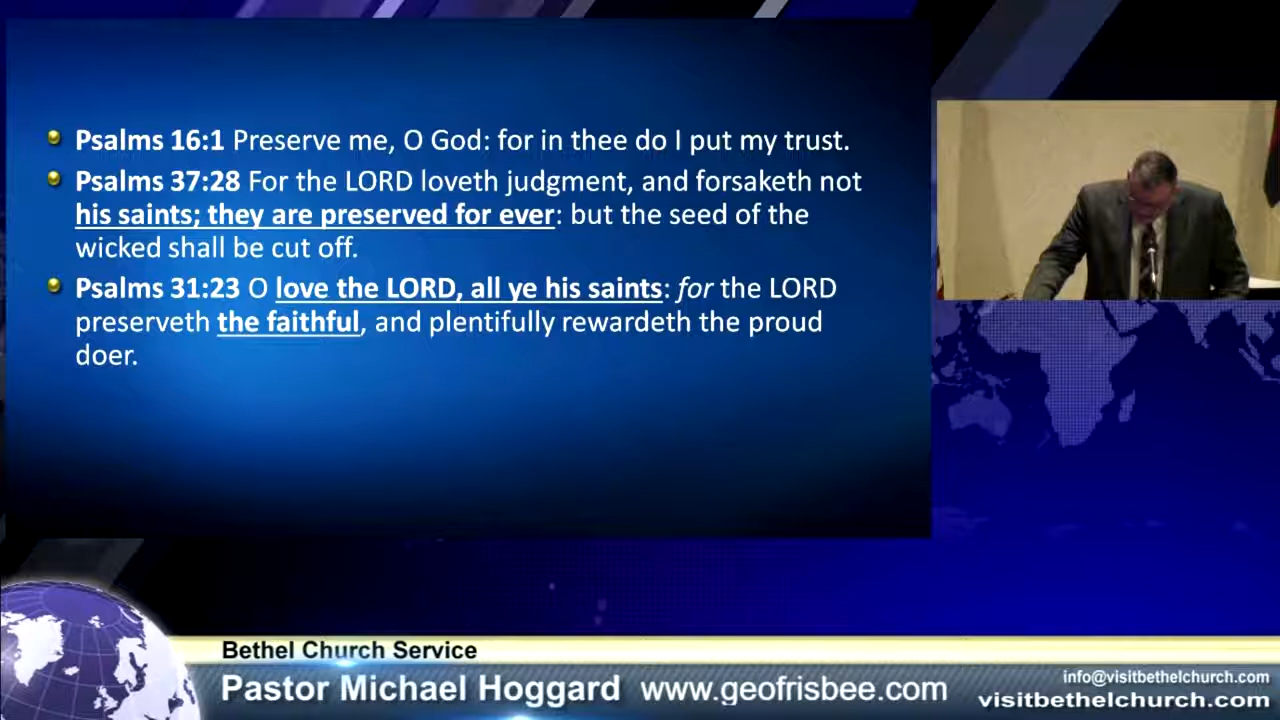 Psalms 16:1 Preserve me, O God: for in thee do I put my trust.
Psalms 37:28 For the LORD loveth judgment, and forsaketh not
his saints; they are preserved for ever: but the seed of the
wicked shall be cut off.
Psalms 31:23 O love the LORD, all ye his saints: for the LORD
preserveth the faithful, and plentifully rewardeth the proud
doer.
Bethel Church Service
Pastor Michael Hoggard www.geofrisbee.com
info@visitbethelchurch.com
visitbethelchurch.com